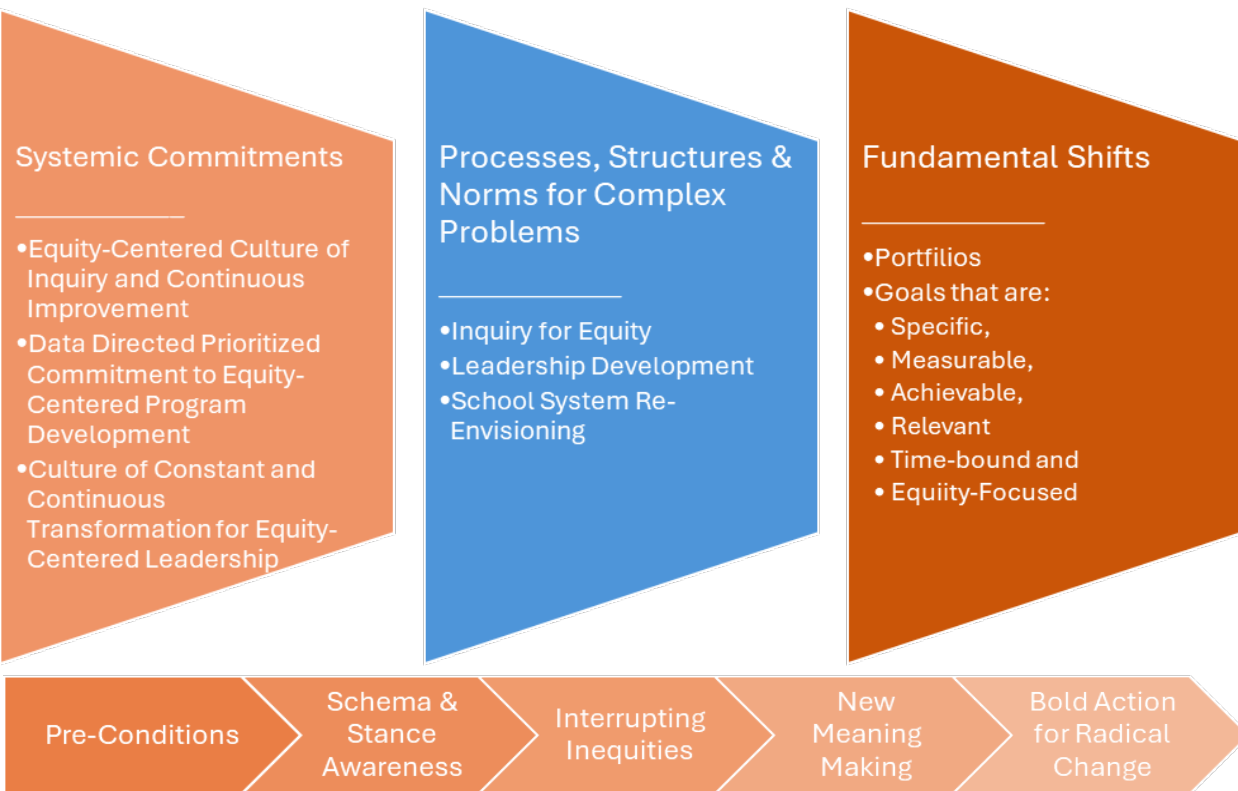 Systemic Commitments
•Equity-Centered Culture of
Inquiry and Continuous
Improvement
•Data Directed Prioritized
Commitment to Equity-
Centered Program
Development
•Culture of Constant and
Continuous
Transformation for Equity-
Centered Leadership
Processes, Structures &
Norms for Complex
Problems
•Inquiry for Equity
•Leadership Development
•School System Re-
Envisioning
Fundamental Shifts
•Portfilios
•Goals that are:
• Specific,
• Measurable,
• Achievable,
• Relevant
• Time-bound and
• Equiity-Focused
Pre-Conditions
Schema &
Stance
Awareness
Interrupting
Inequities
New
Meaning
Making
Bold Action
for Radical
Change